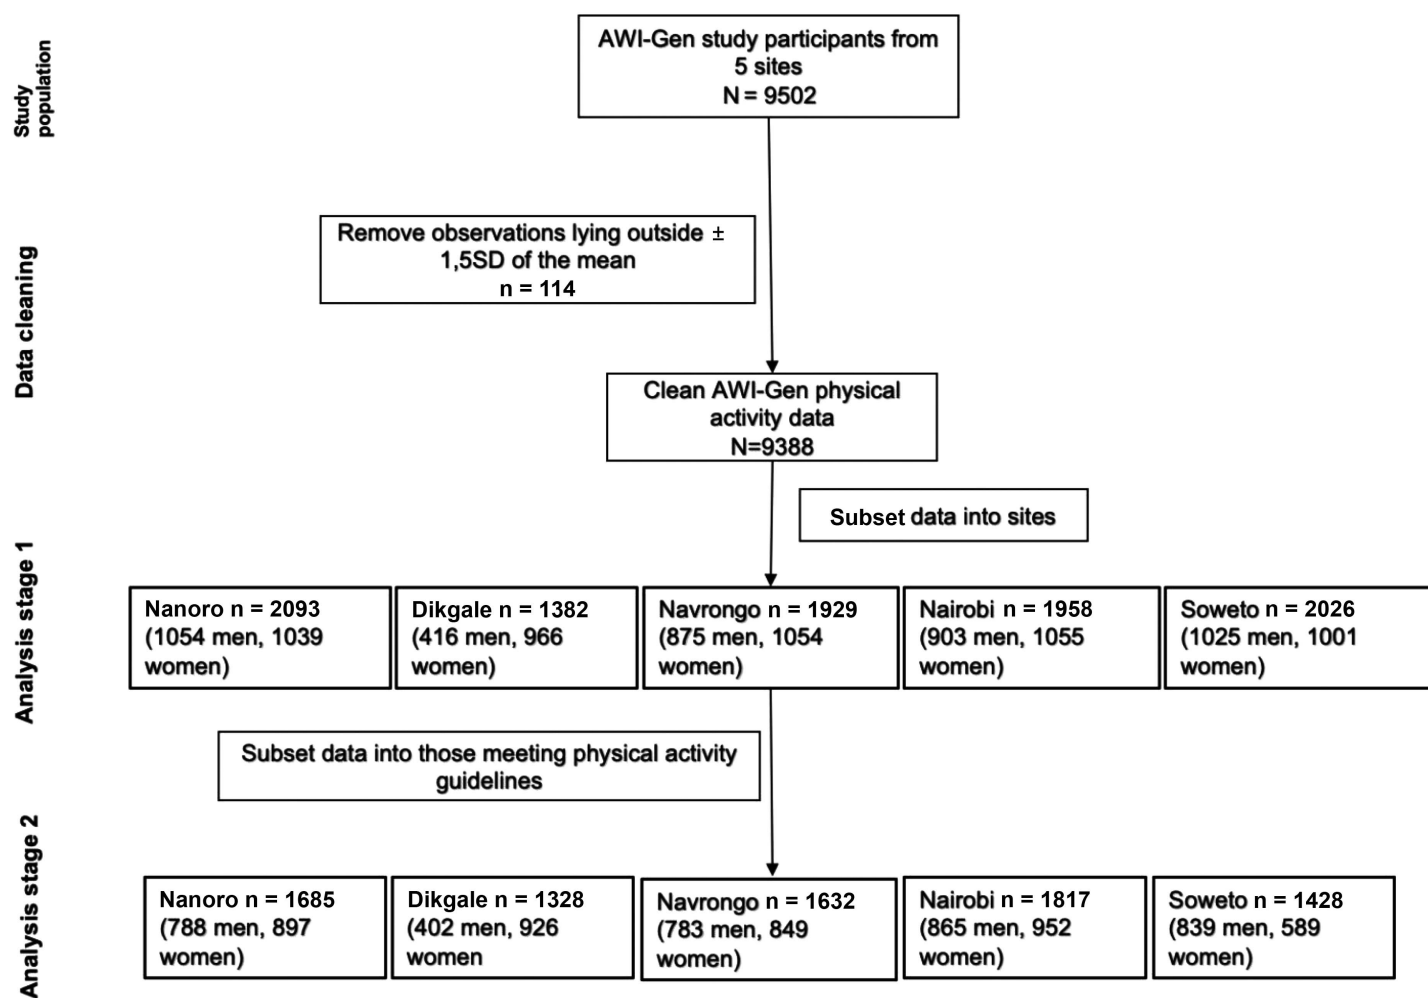 Study
population
AWI-Gen study participants from
5 sites
N = 9502
Data cleaning
Remove observations lying outside ±
1,5SD of the mean
n = 114
Clean AWI-Gen physical
activity data
N=9388
Subset data into sites
Analysis stage 1
Nanoro n = 2093
(1054 men, 1039
women)
Dikgale n = 1382
(416 men, 966
women)
Navrongo n = 1929
(875 men, 1054
women)
Nairobi n = 1958
(903 men, 1055
women)
Soweto n = 2026
(1025 men, 1001
women)
Subset data into those meeting physical activity
guidelines
Analysis stage 2
Nanoro n = 1685
(788 men, 897
women)
Dikgale n = 1328
(402 men, 926
women
Navrongo n = 1632
(783 men, 849
women)
Nairobi n = 1817
(865 men, 952
women)
Soweto n = 1428
(839 men, 589
women)